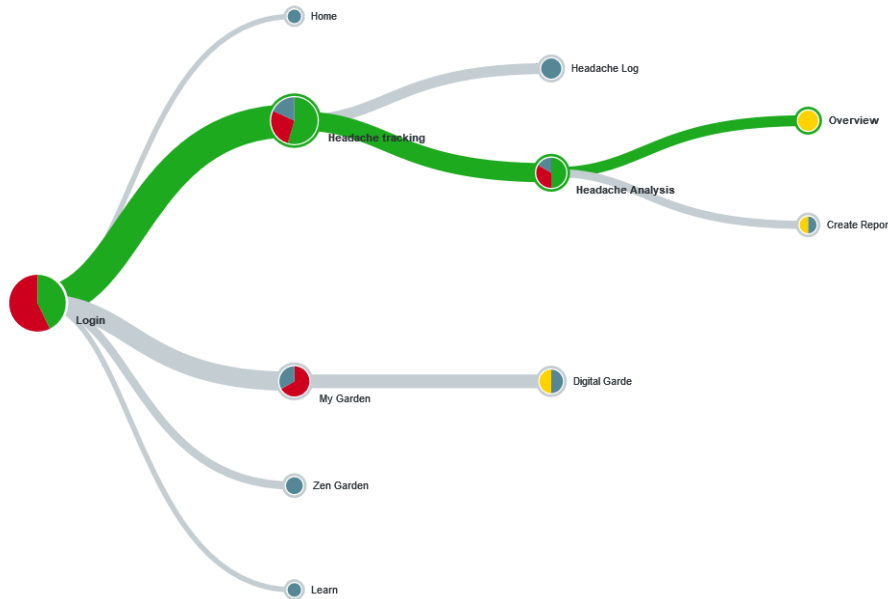 Home
Headache Log
Headache tracking
Overview
Headache Analysis
Create Repor
Login
My Garden
Digital Garde
Zen Garden
Learn